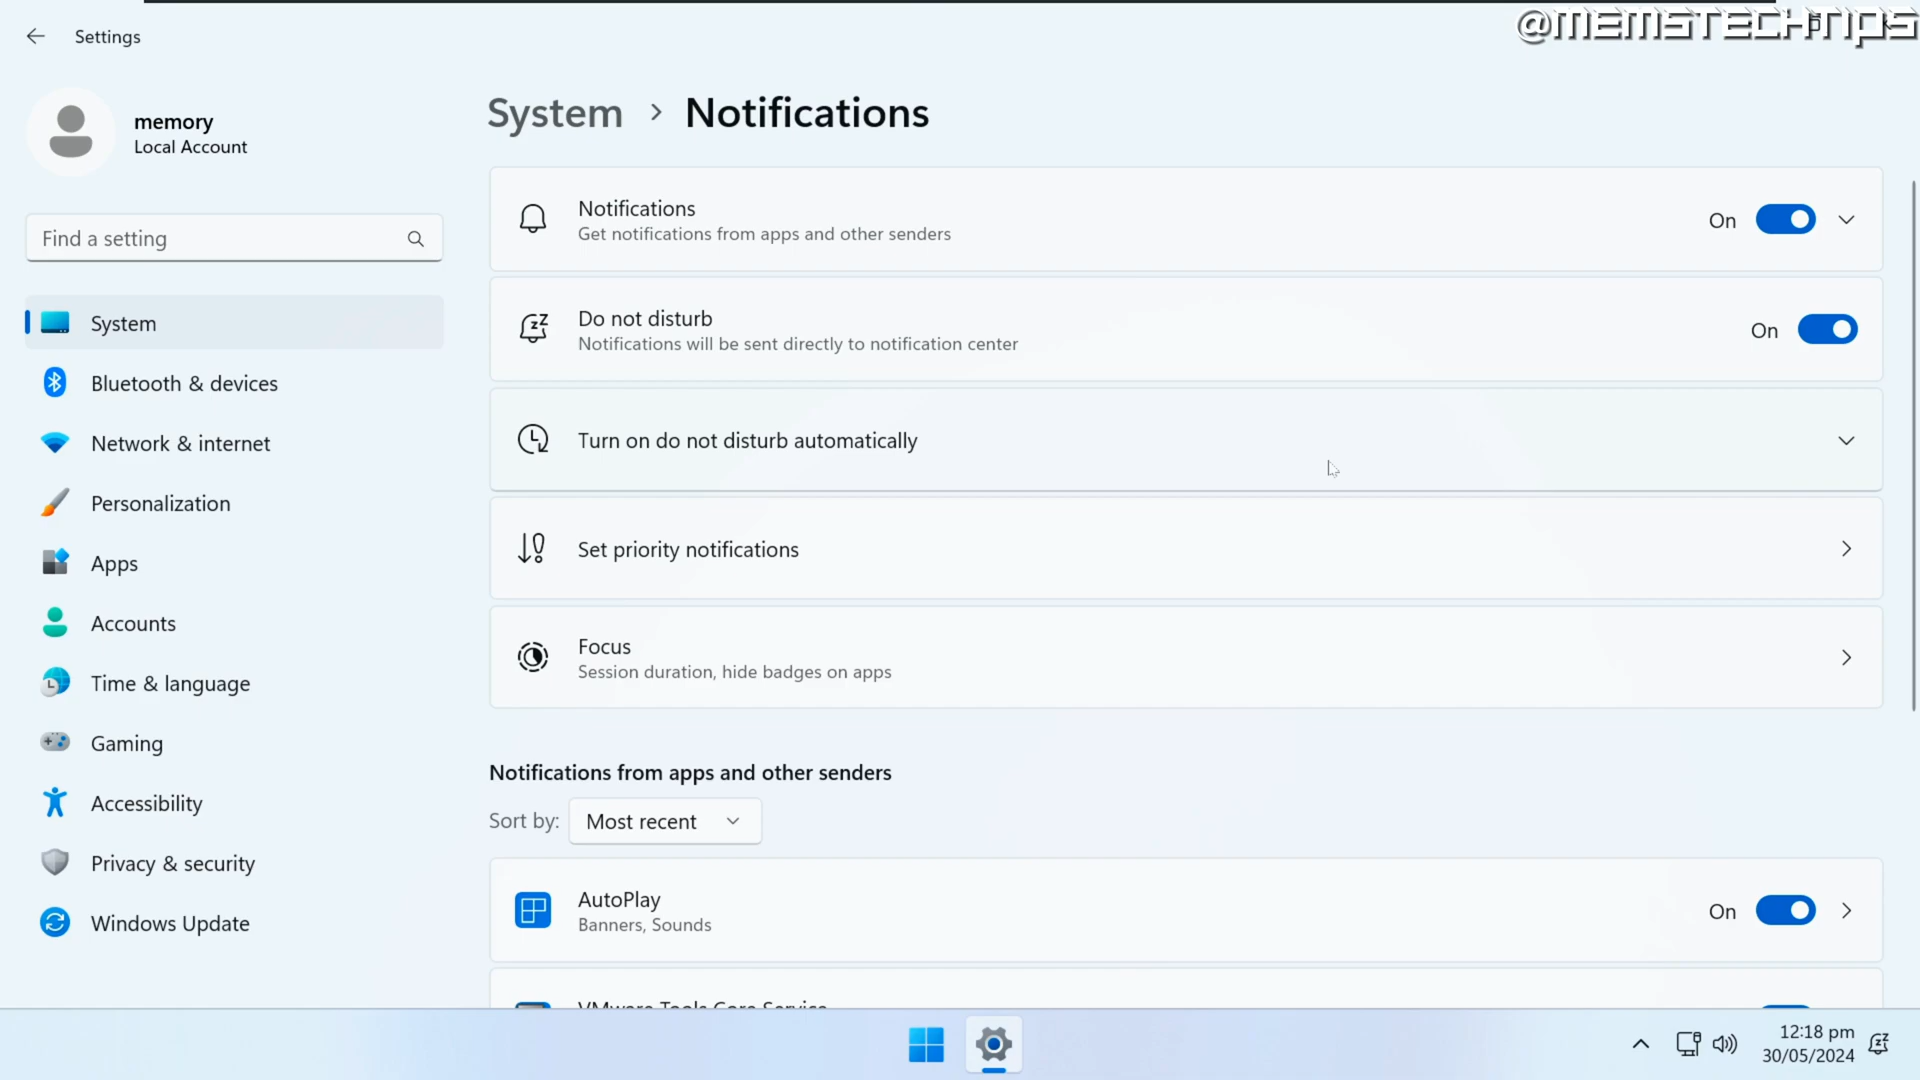 @MEMSTECHTIPS
Settings
memory
Local Account
Find a setting
System
Bluetooth & devices
Network & internet
Personalization
Apps
Accounts
Time & language
Gaming
Accessibility
Privacy & security
Windows Update
System > Notifications
Notifications
Get notifications from apps and other senders
On
Do not disturb
Notifications will be sent directly to notification center
On
Turn on do not disturb automatically
Set priority notifications
Focus
Session duration, hide badges on apps
Notifications from apps and other senders
Sort by: Most recent
AutoPlay
Banners, Sounds
On
VMware Tools Core Service
12:18 pm
30/05/2024